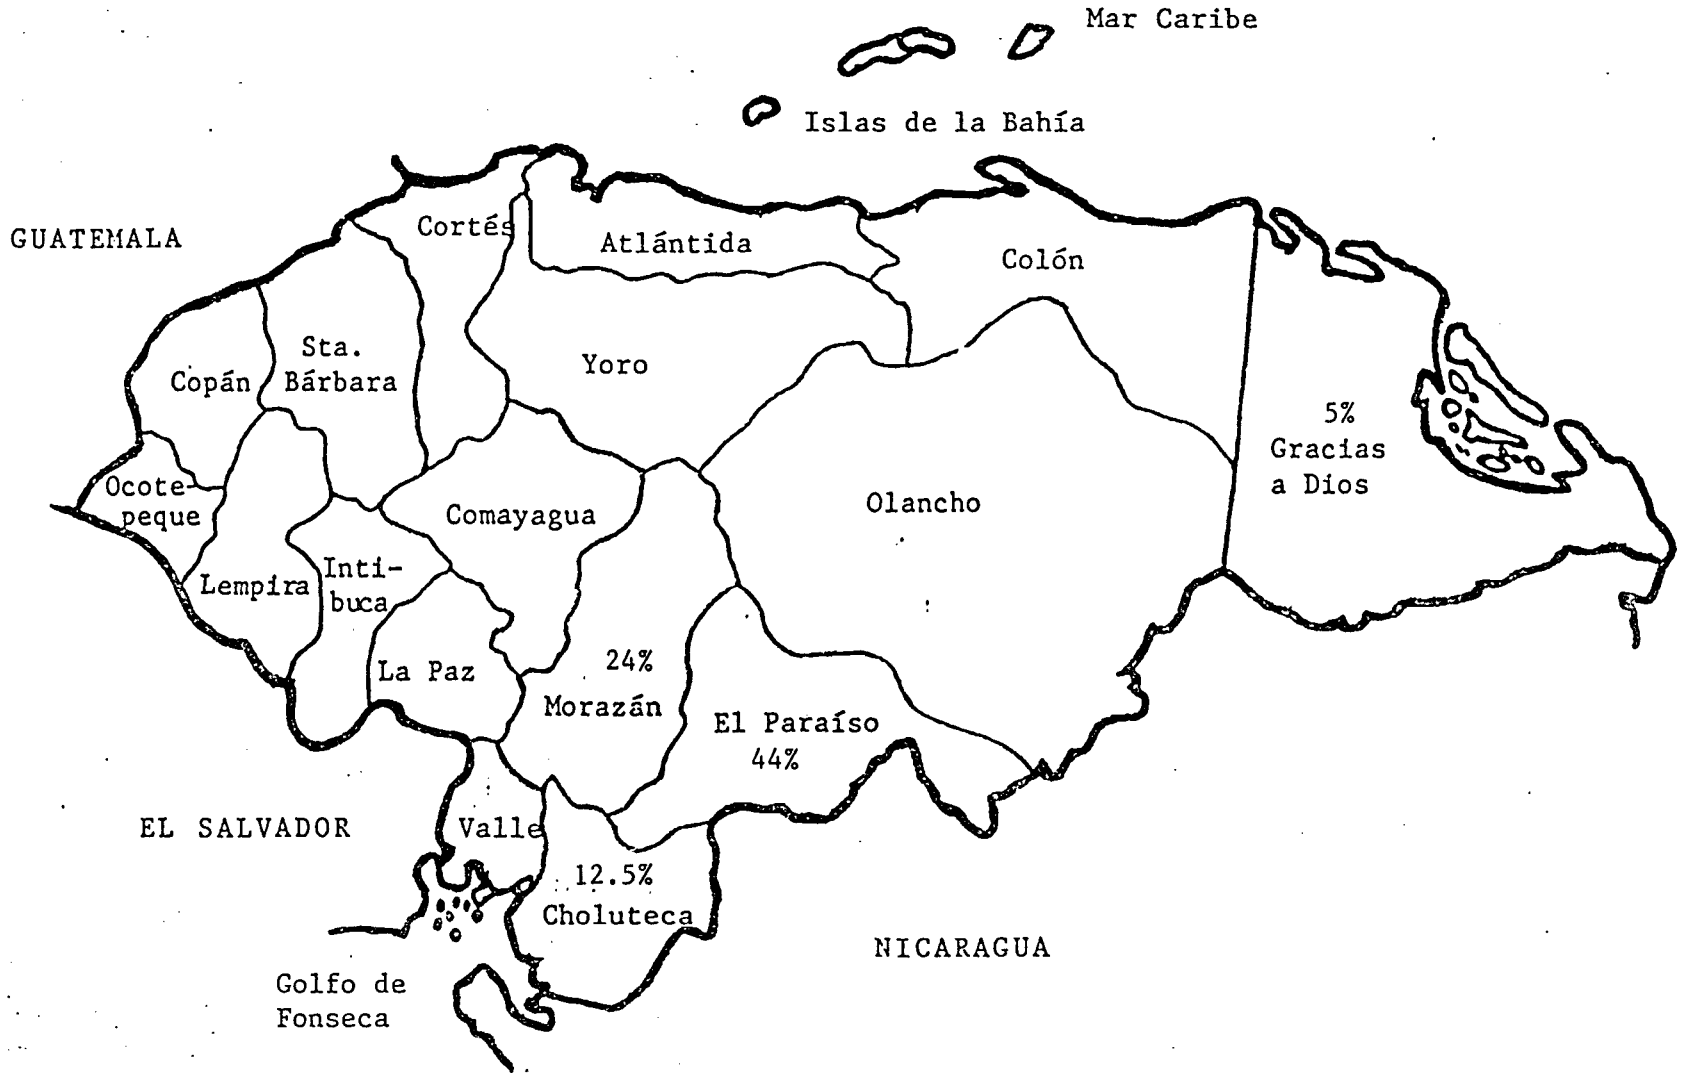 Mar Caribe
Islas de la Bahía
GUATEMALA
Cortés
Atlántida
Colón
Sta.
Bárbara
Copán
Yoro
5%
Gracias
a Dios
Ocote-
peque
Comayagua
Olancho
Lempira
Inti-
buca
La Paz
24%
Morazán
El Paraíso
44%
EL SALVADOR
Valle
12.5%
Choluteca
NICARAGUA
Golfo de
Fonseca